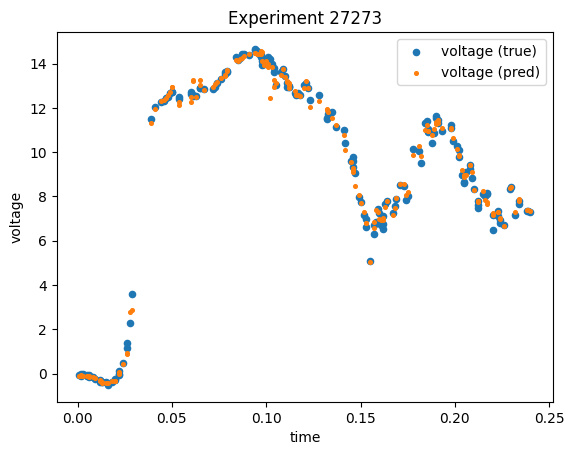 Experiment 27273
voltage (true)
voltage (pred)
voltage
14
12
10
8
6
4
2
0
0.00
0.05
0.10
0.15
0.20
0.25
time